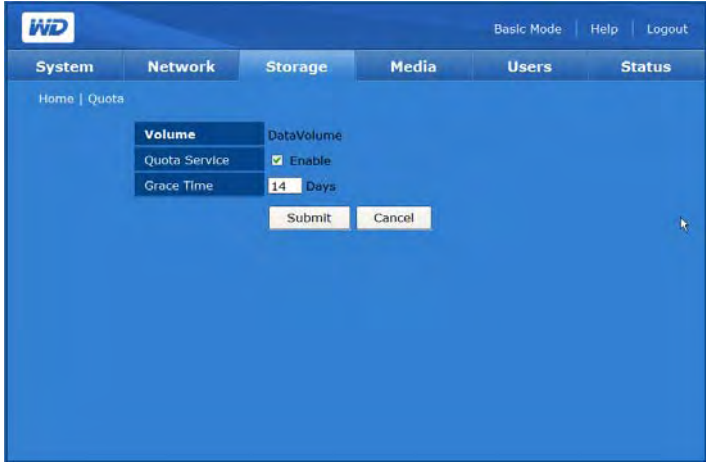 WD
Basic Mode | Help | Logout
System Network Storage Media Users Status
Home | Quota
Volume DataVolume
Quota Service Enable
Grace Time 14 Days
Submit Cancel